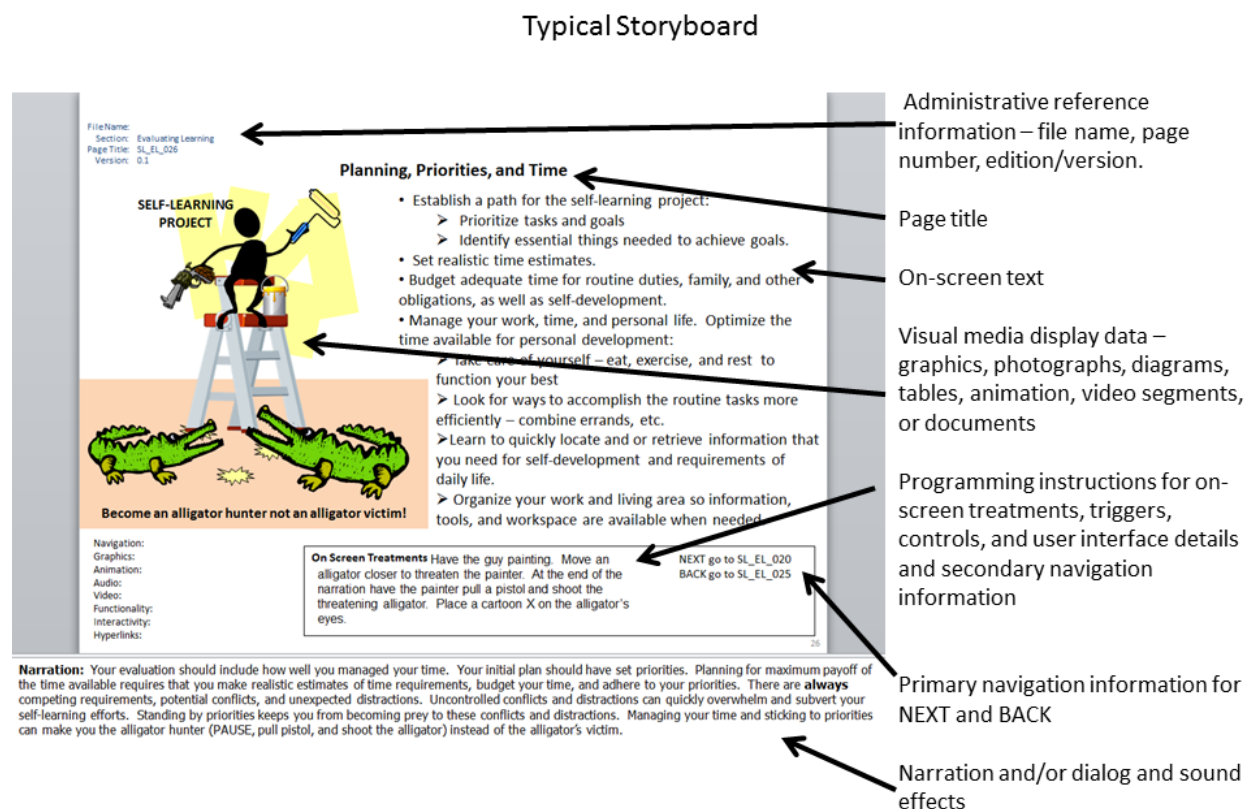 Typical Storyboard
File Name:
Section: Evaluating Learning
Page Title: SL_EL_026
Version: 0.1
Planning, Priorities, and Time
SELF-LEARNING
PROJECT
• Establish a path for the self-learning project:
➢ Prioritize tasks and goals
➢ Identify essential things needed to achieve goals.
• Set realistic time estimates.
• Budget adequate time for routine duties, family, and other
obligations, as well as self-development.
• Manage your work, time, and personal life. Optimize the
time available for personal development:
➢ Take care of yourself – eat, exercise, and rest to
function your best
➢ Look for ways to accomplish the routine tasks more
efficiently – combine errands, etc.
➢Learn to quickly locate and or retrieve information that
you need for self-development and requirements of
daily life.
➢ Organize your work and living area so information,
tools, and workspace are available when needed
Become an alligator hunter not an alligator victim!
Navigation:
Graphics:
Animation:
Audio:
Video:
Functionality:
Interactivity:
Hyperlinks:
On Screen Treatments Have the guy painting. Move an
alligator closer to threaten the painter. At the end of the
narration have the painter pull a pistol and shoot the
threatening alligator. Place a cartoon X on the alligator's
eyes.
NEXT go to SL_EL_020
BACK go to SL_EL_025
26
Narration: Your evaluation should include how well you managed your time. Your initial plan should have set priorities. Planning for maximum payoff of
the time available requires that you make realistic estimates of time requirements, budget your time, and adhere to your priorities. There are always
competing requirements, potential conflicts, and unexpected distractions. Uncontrolled conflicts and distractions can quickly overwhelm and subvert your
self-learning efforts. Standing by priorities keeps you from becoming prey to these conflicts and distractions. Managing your time and sticking to priorities
can make you the alligator hunter (PAUSE, pull pistol, and shoot the alligator) instead of the alligator's victim.
Administrative reference
information – file name, page
number, edition/version.
Page title
On-screen text
Visual media display data –
graphics, photographs, diagrams,
tables, animation, video segments,
or documents
Programming instructions for on-
screen treatments, triggers,
controls, and user interface details
and secondary navigation
information
Primary navigation information for
NEXT and BACK
Narration and/or dialog and sound
effects